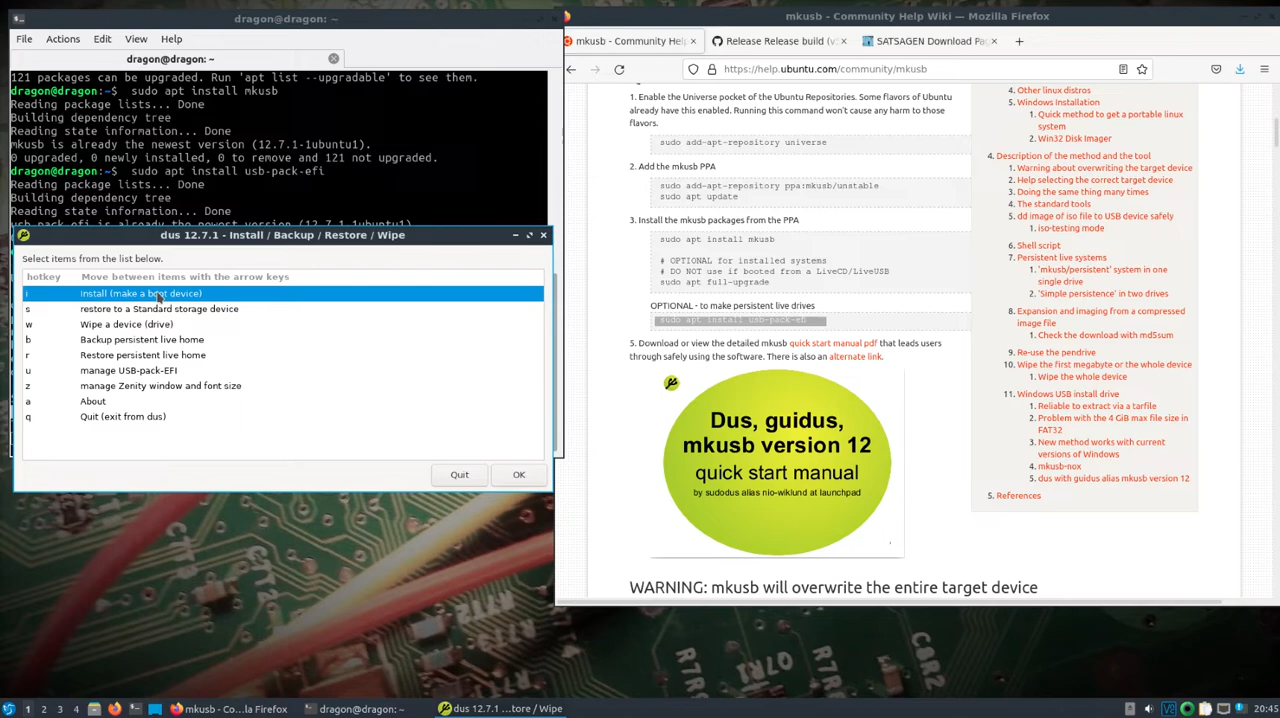 dragon@dragon: ~
File Actions Edit View Help
dragon@dragon: ~
121 packages can be upgraded. Run 'apt list --upgradable' to see them.
dragon@dragon:~$ sudo apt install mkusb
Reading package lists... Done
Building dependency tree
Reading state information... Done
mkusb is already the newest version (12.7.1-1ubuntu1).
0 upgraded, 0 newly installed, 0 to remove and 121 not upgraded.
dragon@dragon:~$ sudo apt install usb-pack-efi
Reading package lists... Done
Building dependency tree
Reading state information... Done
usb-pack-efi is already the newest version (12.7.1-1ubuntu1)
dus 12.7.1 - Install / Backup / Restore / Wipe
Select items from the list below.
hotkey Move between items with the arrow keys
i Install (make a boot device)
s restore to a Standard storage device
w Wipe a device (drive)
b Backup persistent live home
r Restore persistent live home
u manage USB-pack-EFI
z manage Zenity window and font size
a About
q Quit (exit from dus)
Quit OK
mkusb - Community Help Wiki — Mozilla Firefox
mkusb - Community Help
Release Release build (v
SATSAGEN Download Pa
https://help.ubuntu.com/community/mkusb
1. Enable the Universe pocket of the Ubuntu Repositories. Some flavors of Ubuntu
already have this enabled. Running this command won't cause any harm to those
flavors.
sudo add-apt-repository universe
2. Add the mkusb PPA
sudo add-apt-repository ppa:mkusb/unstable
sudo apt update
3. Install the mkusb packages from the PPA
sudo apt install mkusb
# OPTIONAL for installed systems
# DO NOT use if booted from a LiveCD/LiveUSB
sudo apt full-upgrade
OPTIONAL - to make persistent live drives
sudo apt install usb-pack-efi
5. Download or view the detailed mkusb quick start manual pdf that leads users
through safely using the software. There is also an alternate link.
Dus, guidus,
mkusb version 12
quick start manual
by sudodus alias nio-wiklund at launchpad
WARNING: mkusb will overwrite the entire target device
4. Other linux distros
5. Windows Installation
1. Quick method to get a portable linux
system
2. Win32 Disk Imager
4. Description of the method and the tool
1. Warning about overwriting the target device
2. Help selecting the correct target device
3. Doing the same thing many times
4. The standard tools
5. dd image of iso file to USB device safely
1. iso-testing mode
6. Shell script
7. Persistent live systems
1. 'mkusb/persistent' system in one
single drive
2. 'Simple persistence' in two drives
8. Expansion and imaging from a compressed
image file
1. Check the download with md5sum
9. Re-use the pendrive
10. Wipe the first megabyte or the whole device
1. Wipe the whole device
11. Windows USB install drive
1. Reliable to extract via a tarfile
2. Problem with the 4 GiB max file size in
FAT32
3. New method works with current
versions of Windows
4. mkusb-nox
5. dus with guidus alias mkusb version 12
5. References
1 2 3 4
mkusb - Co…la Firefox
dragon@dragon: ~
dus 12.7.1 …tore / Wipe
V2
20:45